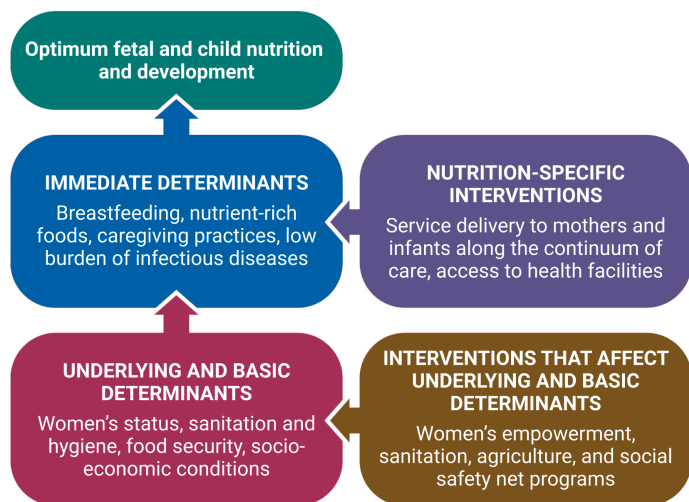 Optimum fetal and child nutrition
and development
IMMEDIATE DETERMINANTS
Breastfeeding, nutrient-rich
foods, caregiving practices, low
burden of infectious diseases
NUTRITION-SPECIFIC
INTERVENTIONS
Service delivery to mothers and
infants along the continuum of
care, access to health facilities
UNDERLYING AND BASIC
DETERMINANTS
Women’s status, sanitation and
hygiene, food security, socio-
economic conditions
INTERVENTIONS THAT AFFECT
UNDERLYING AND BASIC
DETERMINANTS
Women’s empowerment,
sanitation, agriculture, and social
safety net programs